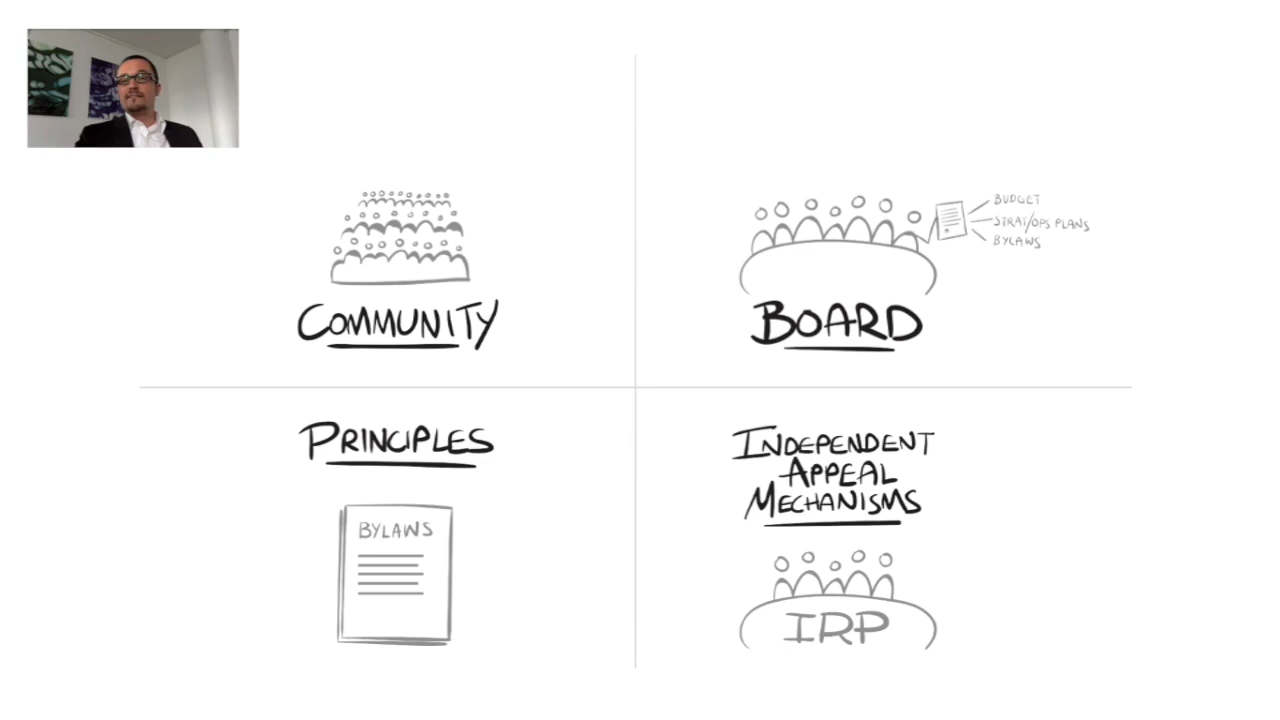 COMMUNITY
BOARD
BUDGET
STRAT/OPS PLANS
BYLAWS
PRINCIPLES
BYLAWS
INDEPENDENT
APPEAL
MECHANISMS
IRP